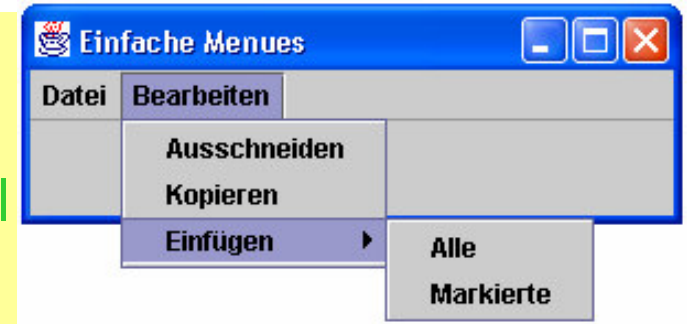 Einfache Menues
Datei Bearbeiten
Ausschneiden
Kopieren
Einfügen
Alle
Markierte